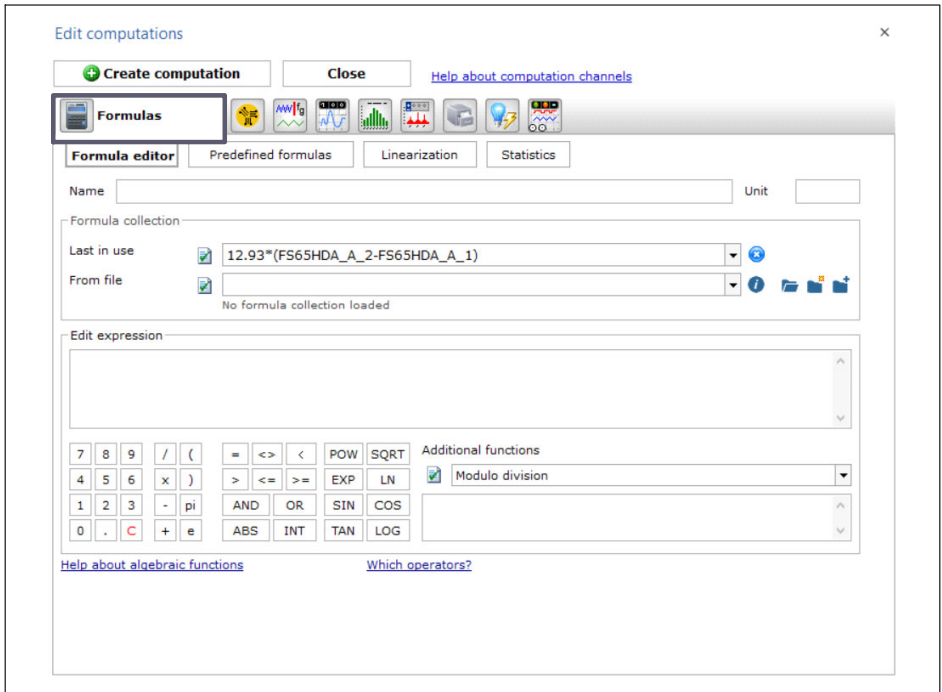 Edit computations
Create computation Close Help about computation channels
Formulas
Formula editor Predefined formulas Linearization Statistics
Name Unit
Formula collection
Last in use 12.93*(FS65HDA_A_2-FS65HDA_A_1)
From file
No formula collection loaded
Edit expression
7 8 9 / ( = <> < POW SQRT Additional functions
4 5 6 x ) > <= >= EXP LN Modulo division
1 2 3 - pi AND OR SIN COS
0 . C + e ABS INT TAN LOG
Help about algebraic functions Which operators?